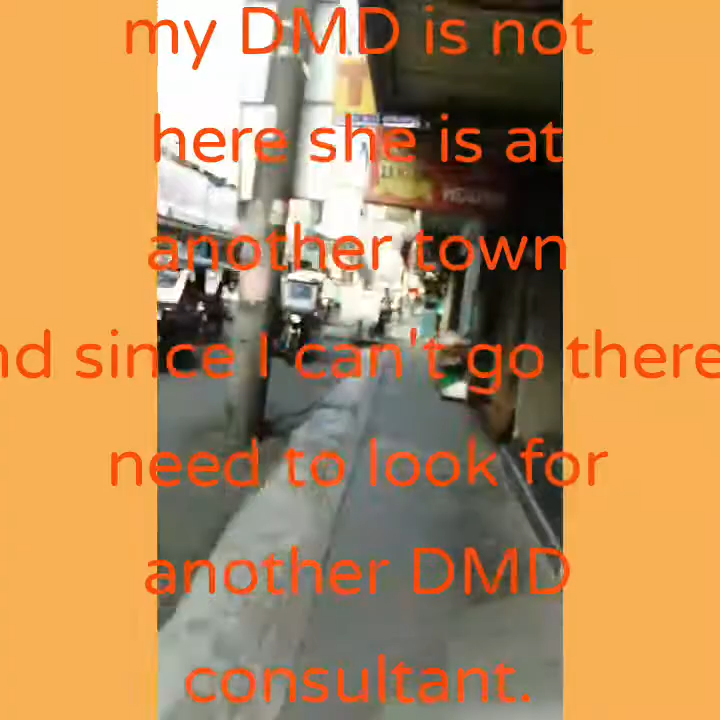 my DMD is not
here she is at
another town
nd since I can't go there
need to look for
another DMD
consultant.